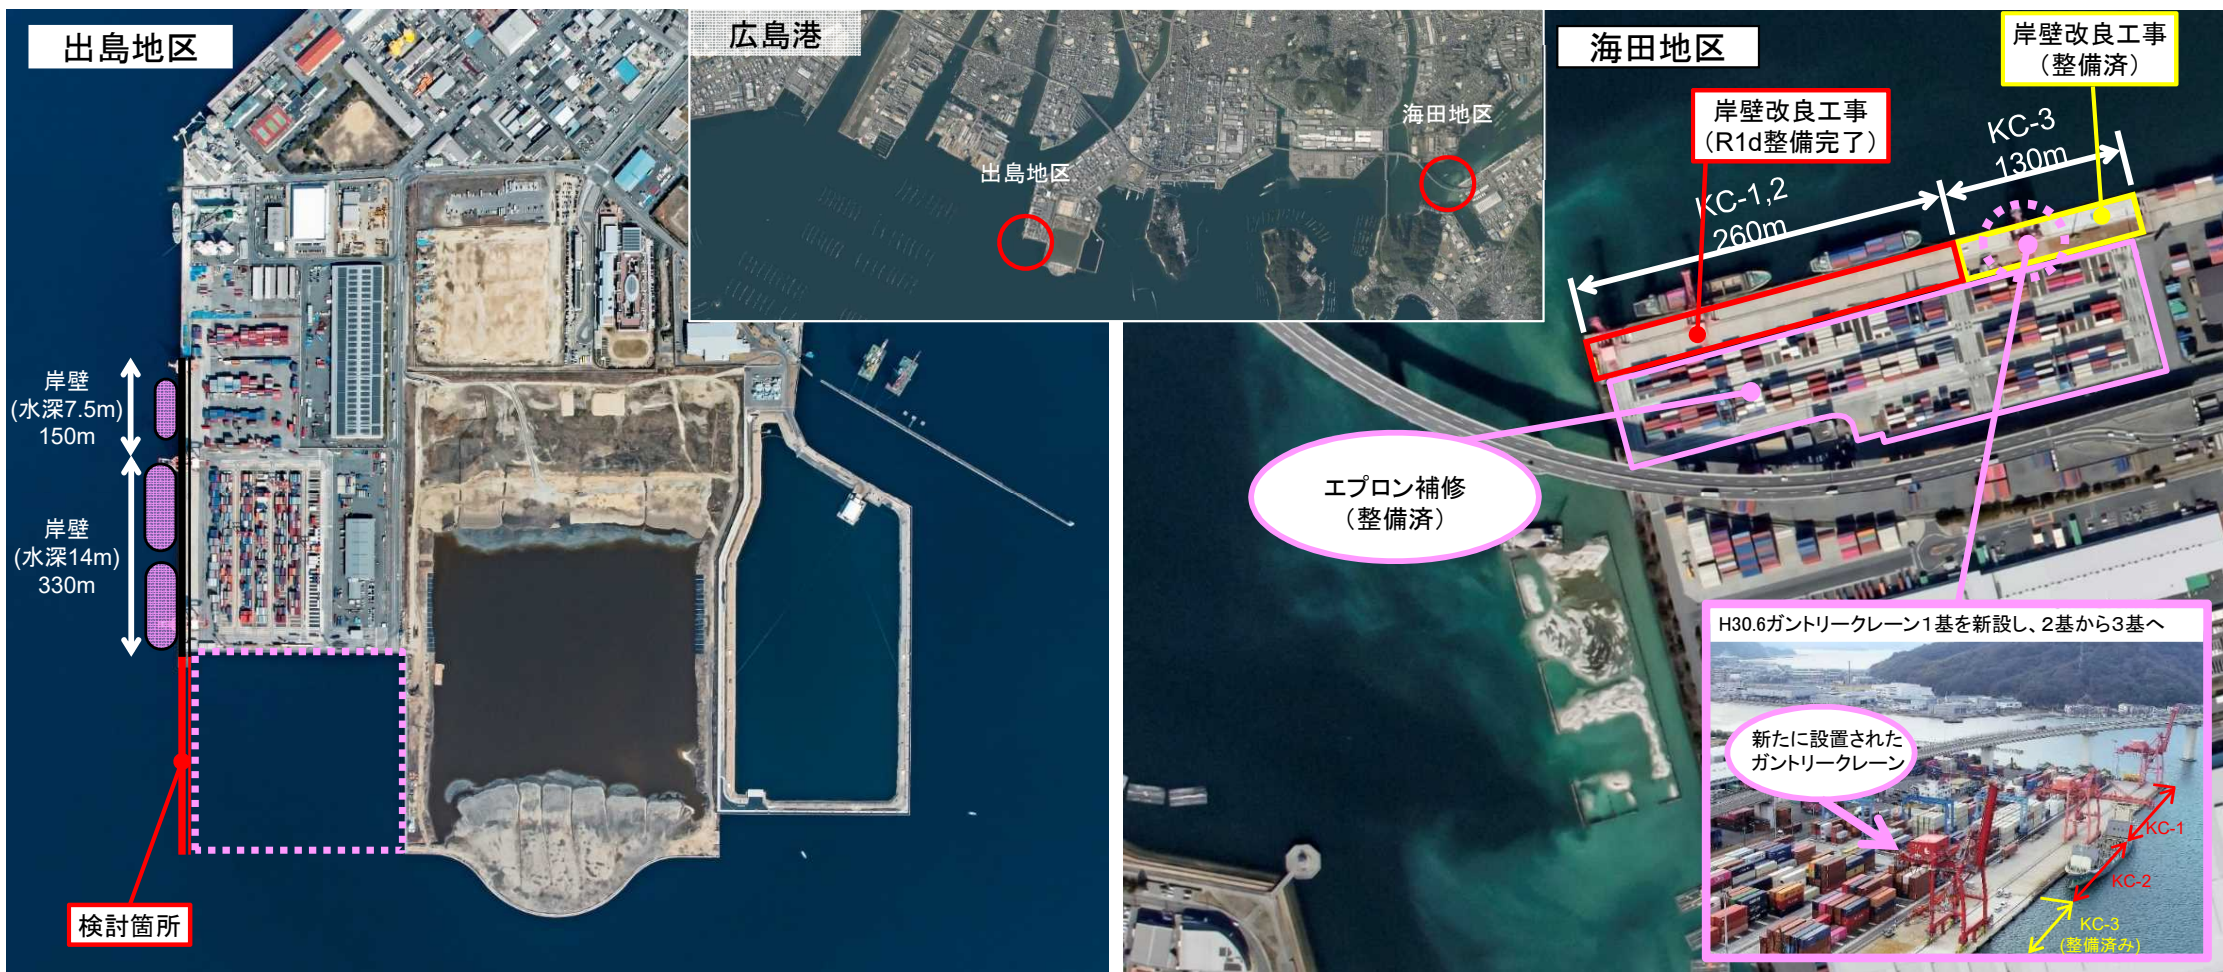 出島地区
岸壁
(水深7.5m)
150m
岸壁
(水深14m)
330m
検討箇所
広島港
出島地区
海田地区
海田地区
岸壁改良工事
（整備済）
岸壁改良工事
（R1d整備完了）
KC-3
130m
KC-1,2
260m
エプロン補修
（整備済）
H30.6ガントリークレーン１基を新設し、２基から３基へ
新たに設置された
ガントリークレーン
KC-1
KC-2
KC-3
(整備済み)